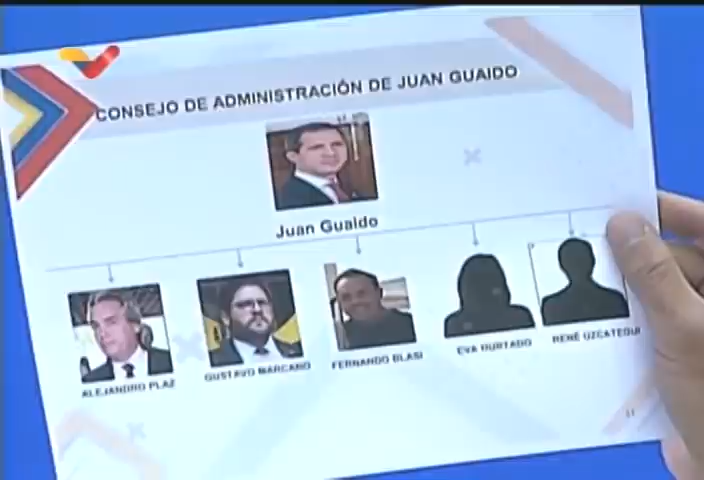 CONSEJO DE ADMINISTRACIÓN DE JUAN GUAIDO
Juan Guaido
ALEJANDRO PLAZ
GUSTAVO MARCANO
FERNANDO BLASI
EVA HURTADO
RENÉ UZCATEGUI